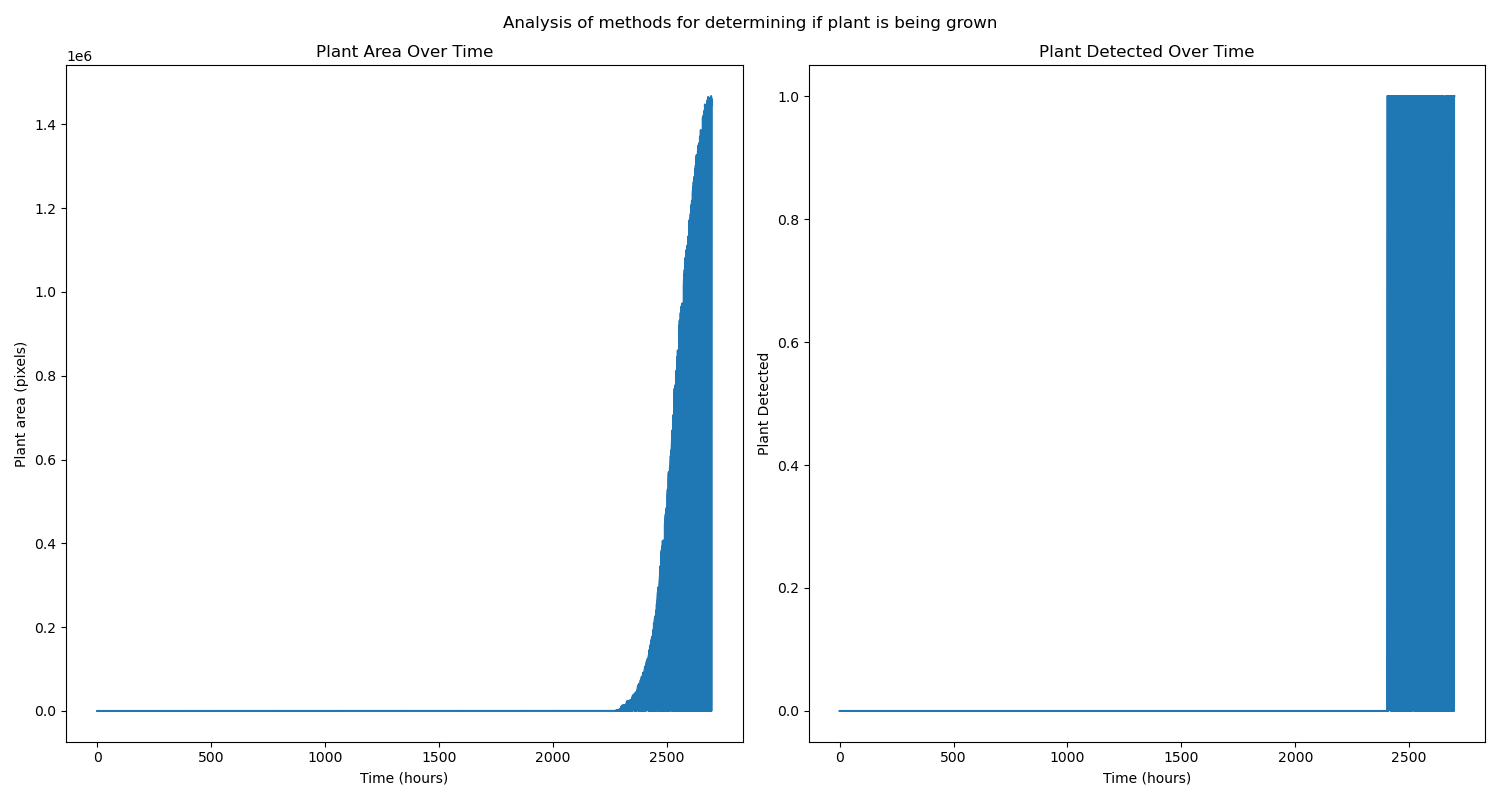 Analysis of methods for determining if plant is being grown
Plant Area Over Time
1e6
1.4
1.2
1.0
0.8
0.6
0.4
0.2
0.0
Plant area (pixels)
0 500 1000 1500 2000 2500
Time (hours)
Plant Detected Over Time
1.0
0.8
0.6
0.4
0.2
0.0
Plant Detected
0 500 1000 1500 2000 2500
Time (hours)